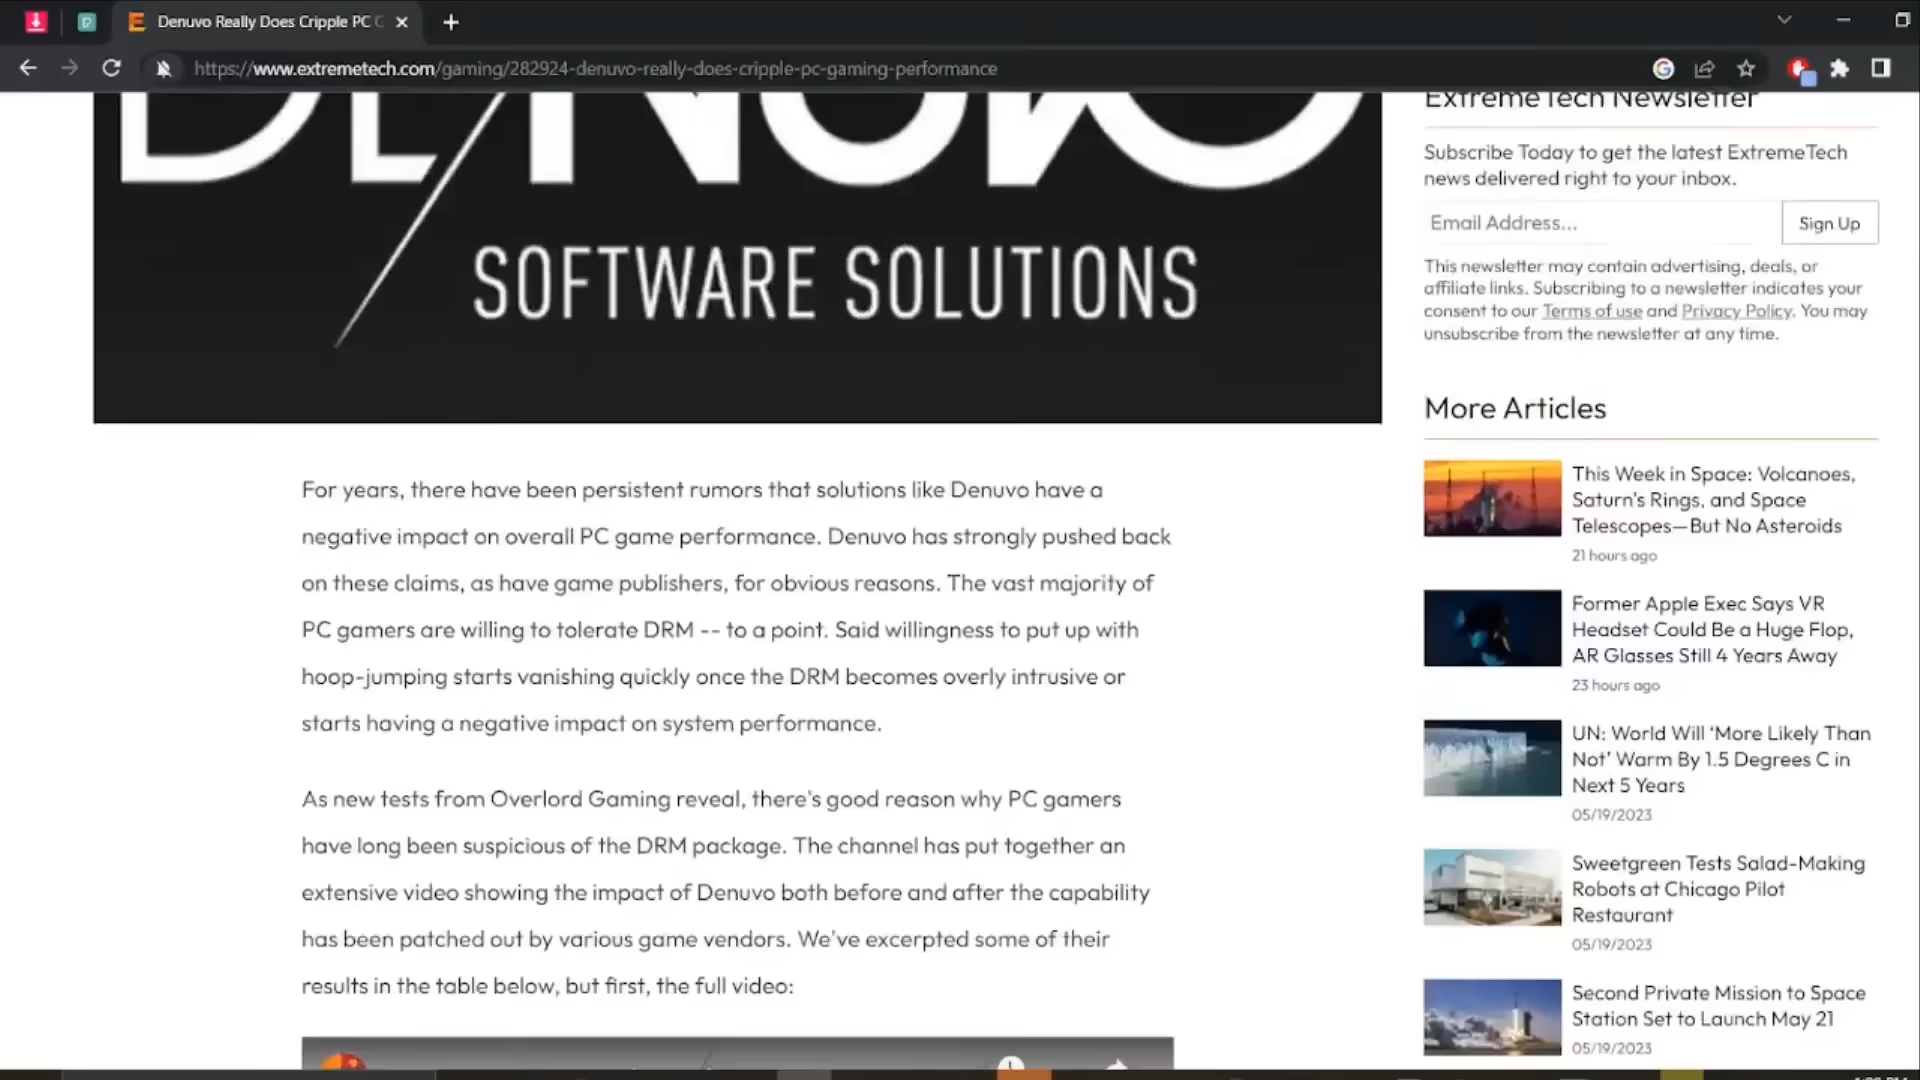 Denuvo Really Does Cripple PC G
https://www.extremetech.com/gaming/282924-denuvo-really-does-cripple-pc-gaming-performance
DENUVO
SOFTWARE SOLUTIONS
For years, there have been persistent rumors that solutions like Denuvo have a
negative impact on overall PC game performance. Denuvo has strongly pushed back
on these claims, as have game publishers, for obvious reasons. The vast majority of
PC gamers are willing to tolerate DRM -- to a point. Said willingness to put up with
hoop-jumping starts vanishing quickly once the DRM becomes overly intrusive or
starts having a negative impact on system performance.
As new tests from Overlord Gaming reveal, there's good reason why PC gamers
have long been suspicious of the DRM package. The channel has put together an
extensive video showing the impact of Denuvo both before and after the capability
has been patched out by various game vendors. We've excerpted some of their
results in the table below, but first, the full video:
ExtremeTech Newsletter
Subscribe Today to get the latest ExtremeTech
news delivered right to your inbox.
Email Address...
Sign Up
This newsletter may contain advertising, deals, or
affiliate links. Subscribing to a newsletter indicates your
consent to our Terms of use and Privacy Policy. You may
unsubscribe from the newsletter at any time.
More Articles
This Week in Space: Volcanoes,
Saturn's Rings, and Space
Telescopes—But No Asteroids
21 hours ago
Former Apple Exec Says VR
Headset Could Be a Huge Flop,
AR Glasses Still 4 Years Away
23 hours ago
UN: World Will ‘More Likely Than
Not’ Warm By 1.5 Degrees C in
Next 5 Years
05/19/2023
Sweetgreen Tests Salad-Making
Robots at Chicago Pilot
Restaurant
05/19/2023
Second Private Mission to Space
Station Set to Launch May 21
05/19/2023